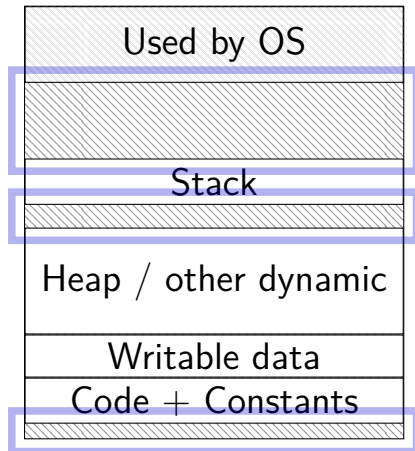 Used by OS
Stack
Heap / other dynamic
Writable data
Code + Constants